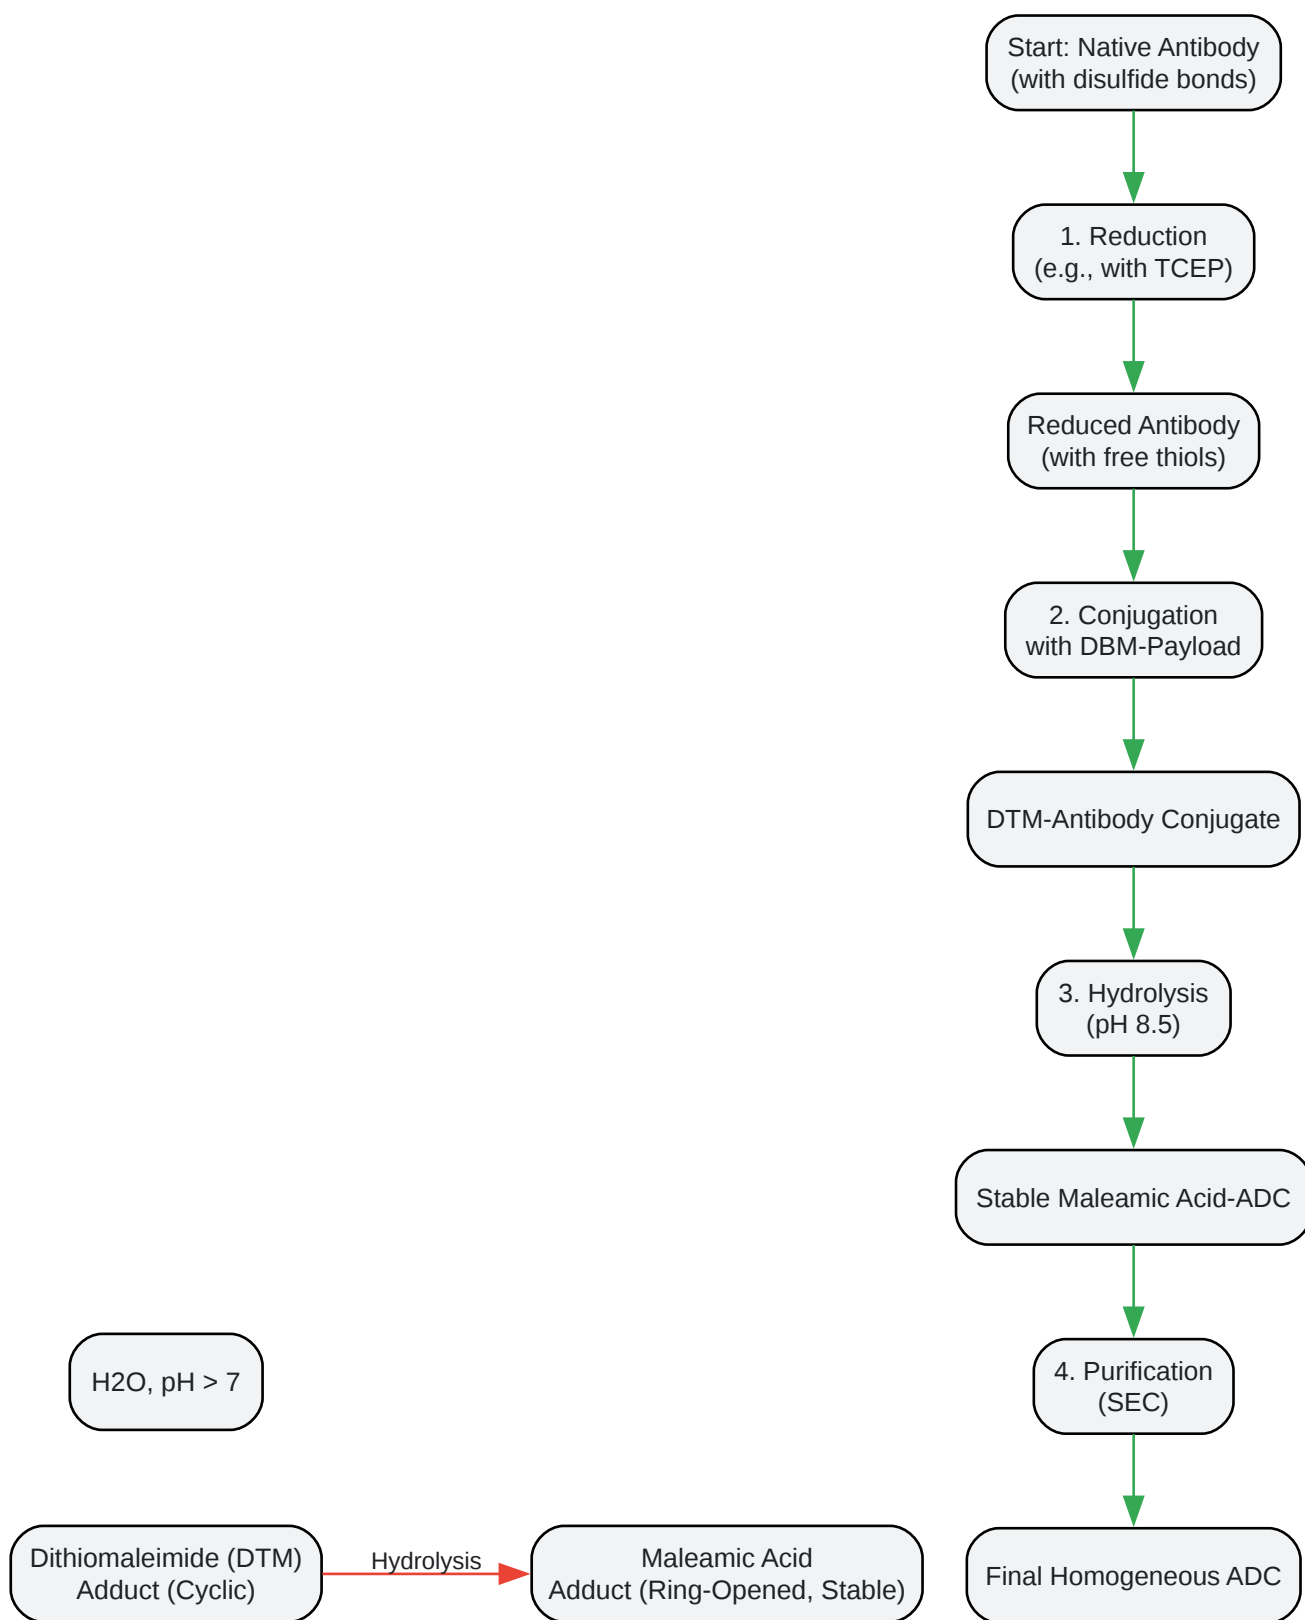 Start: Native Antibody
(with disulfide bonds)
1. Reduction
(e.g., with TCEP)
Reduced Antibody
(with free thiols)
2. Conjugation
with DBM-Payload
DTM-Antibody Conjugate
3. Hydrolysis
(pH 8.5)
Stable Maleamic Acid-ADC
4. Purification
(SEC)
Final Homogeneous ADC
H2O, pH > 7
Dithiomaleimide (DTM)
Adduct (Cyclic)
Hydrolysis
Maleamic Acid
Adduct (Ring-Opened, Stable)